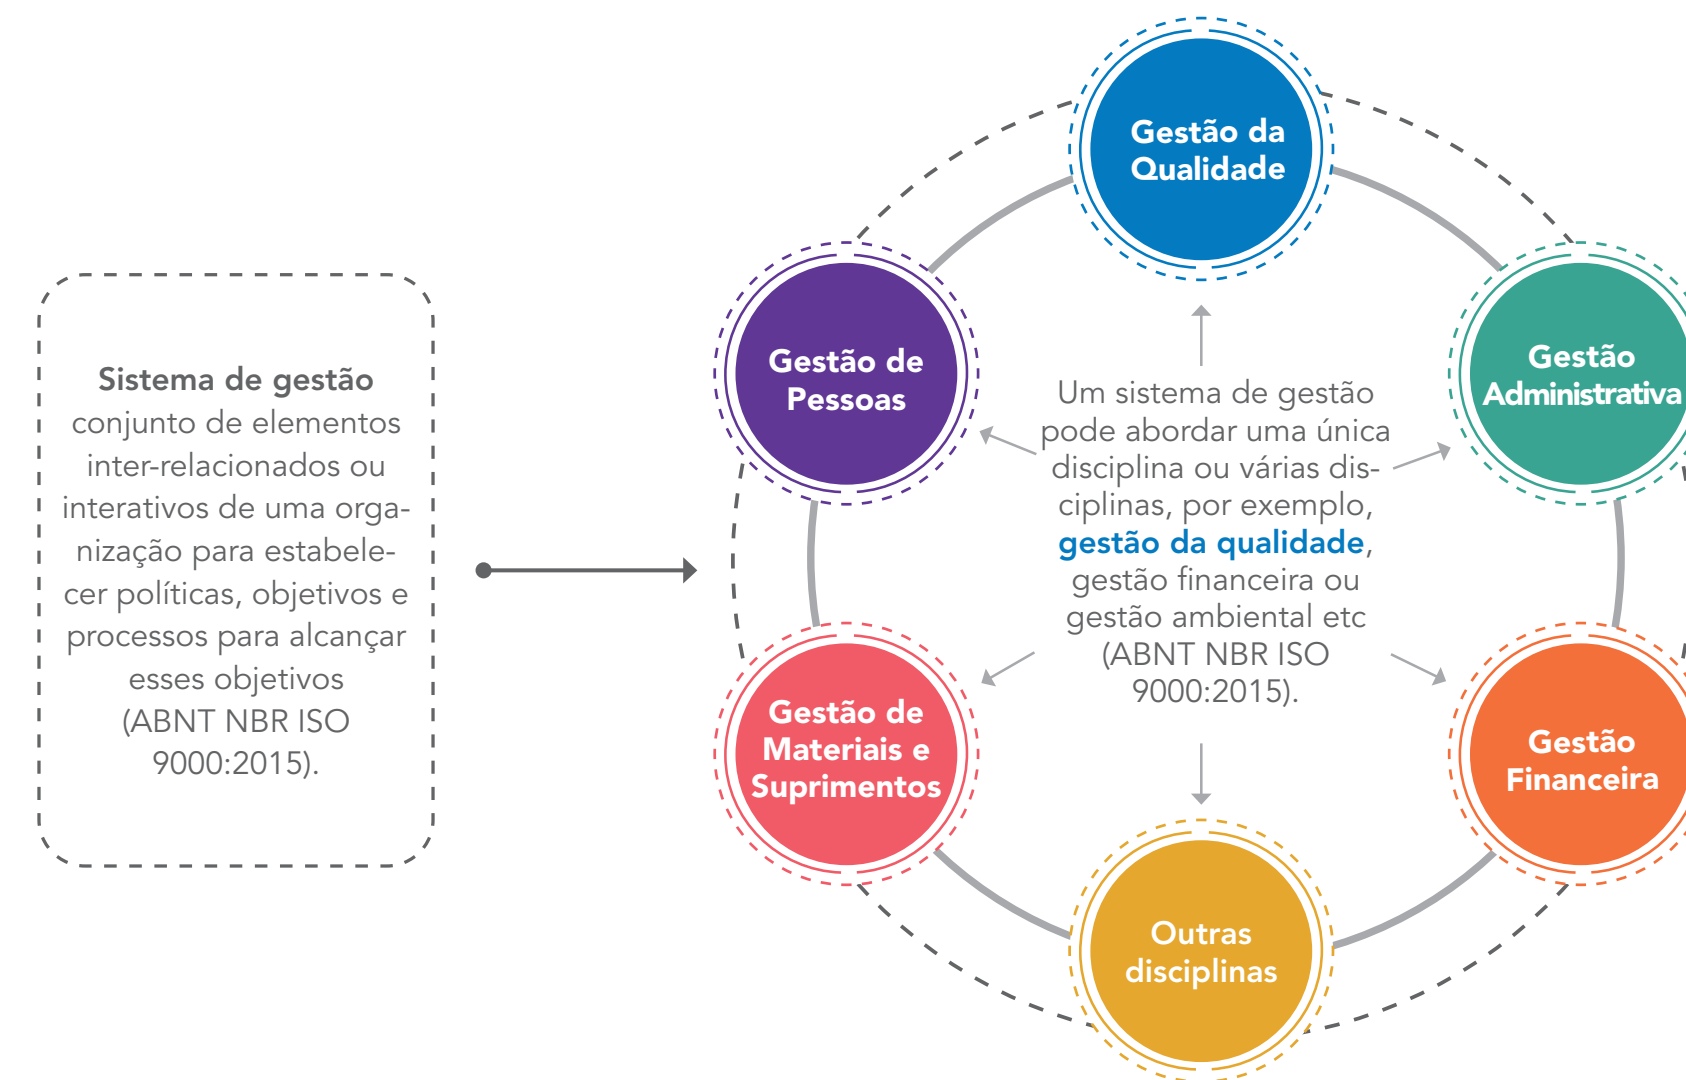 Sistema de gestão
conjunto de elementos
inter-relacionados ou
interativos de uma orga-
nização para estabele-
cer políticas, objetivos e
processos para alcançar
esses objetivos
(ABNT NBR ISO
9000:2015).
Gestão da
Qualidade
Gestão de
Pessoas
Gestão
Administrativa
Um sistema de gestão
pode abordar uma única
disciplina ou várias dis-
ciplinas, por exemplo,
gestão da qualidade,
gestão financeira ou
gestão ambiental etc
(ABNT NBR ISO
9000:2015).
Gestão de
Materiais e
Suprimentos
Gestão
Financeira
Outras
disciplinas